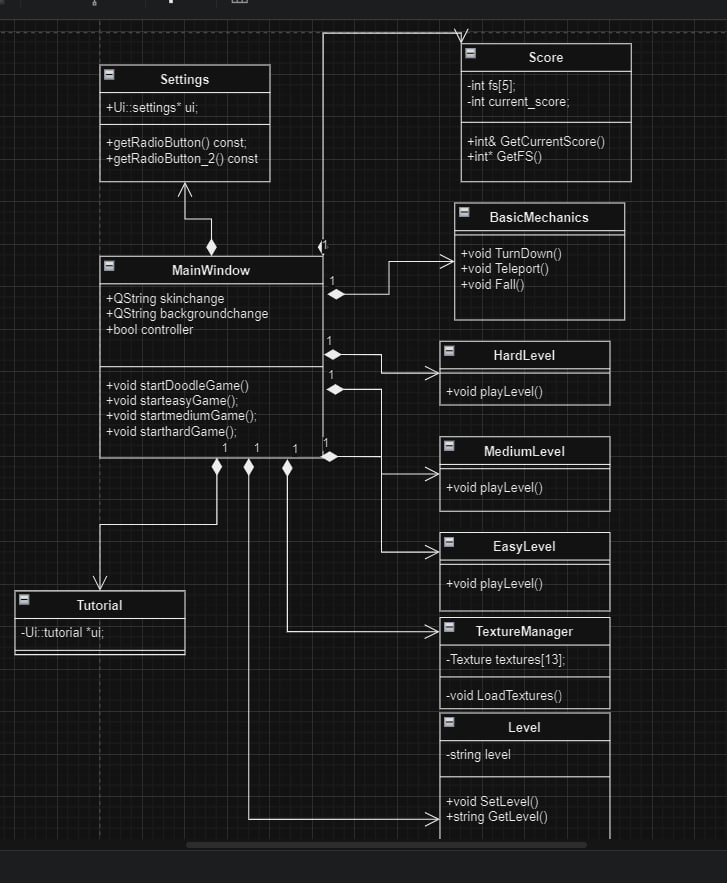 Settings
+Ui::settings* ui;
+getRadioButton() const;
+getRadioButton_2() const
Score
-int fs[5];
-int current_score;
+int& GetCurrentScore()
+int* GetFS()
BasicMechanics
+void TurnDown()
+void Teleport()
+void Fall()
1
MainWindow
+QString skinchange
+QString backgroundchange
+bool controller
+void startDoodleGame()
+void starteasyGame();
+void startmediumGame();
+void starthardGame();
1
1
1
1
1
1
1
HardLevel
+void playLevel()
MediumLevel
+void playLevel()
EasyLevel
+void playLevel()
Tutorial
-Ui::tutorial *ui;
TextureManager
-Texture textures[13];
-void LoadTextures()
Level
-string level
+void SetLevel()
+string GetLevel()